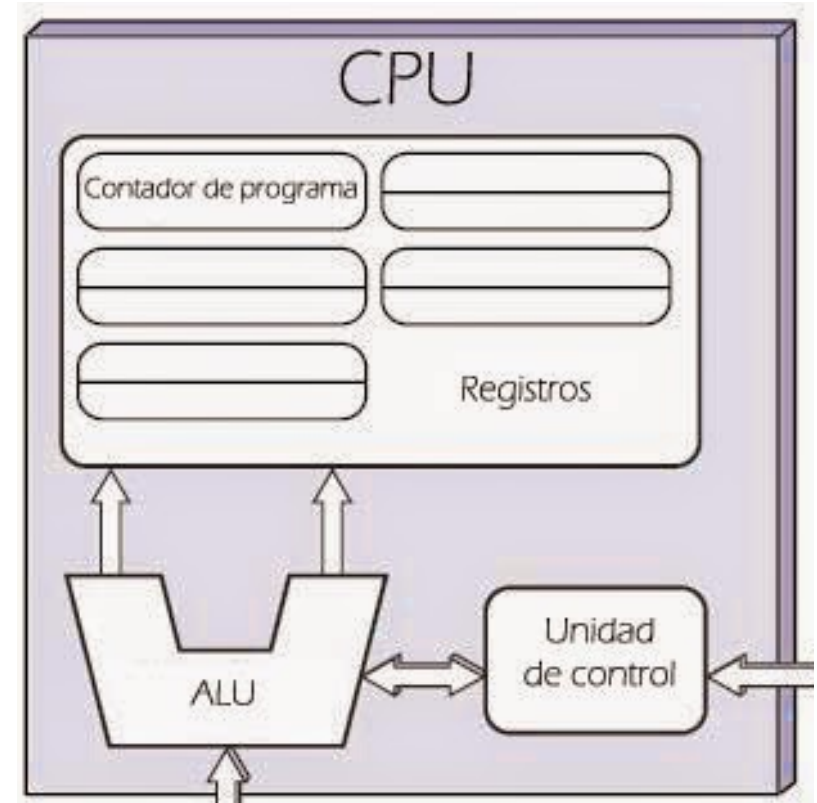 CPU
Contador de programa
Registros
ALU
Unidad
de control